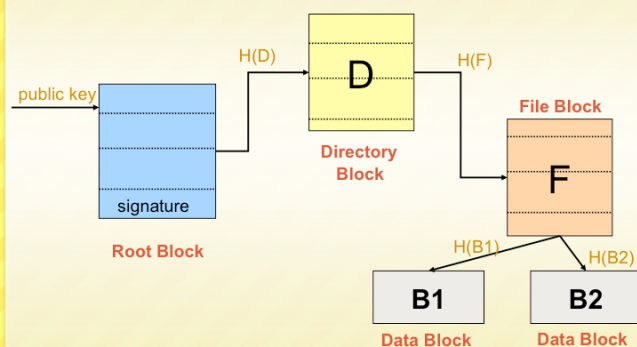 public key
signature
Root Block
H(D)
D
Directory
Block
H(F)
File Block
F
H(B1)
H(B2)
B1
B2
Data Block
Data Block